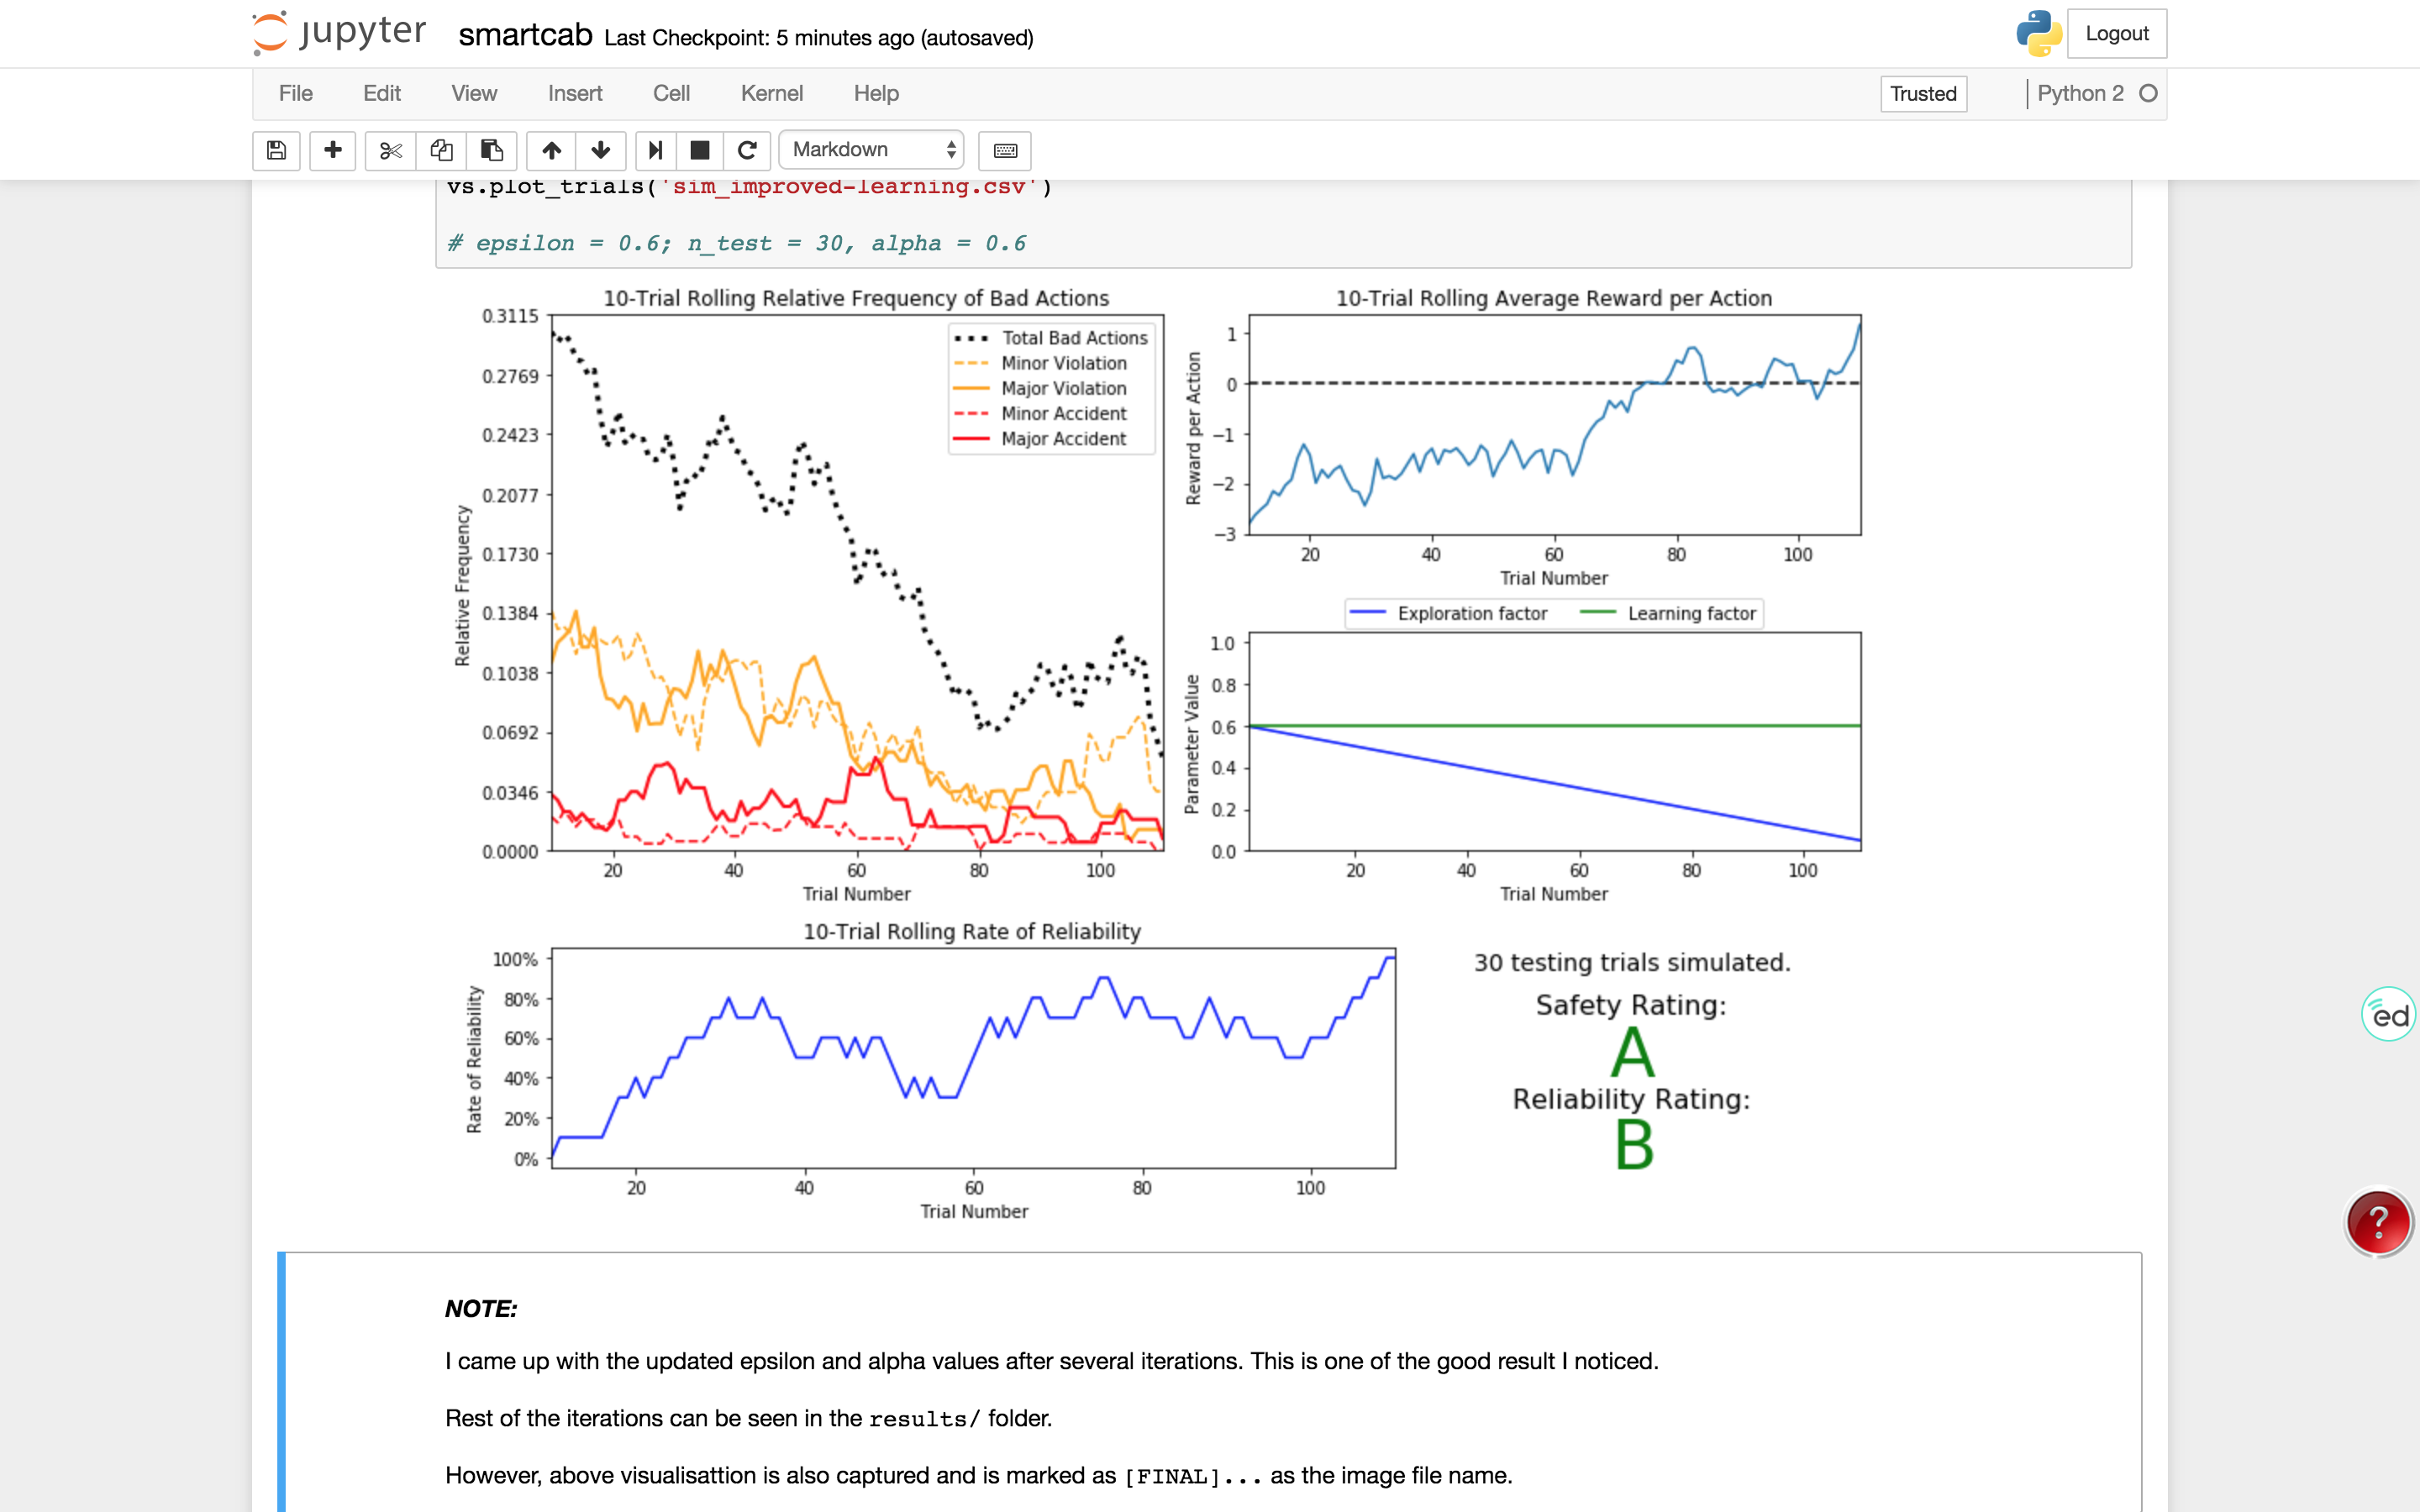 jupyter smartcab Last Checkpoint: 5 minutes ago (autosaved) Logout
File Edit View Insert Cell Kernel Help Trusted Python 2
Markdown
vs.plot_trials('sim_improved-learning.csv')
# epsilon = 0.6; n_test = 30, alpha = 0.6
10-Trial Rolling Relative Frequency of Bad Actions
Relative Frequency
0.3115
0.2769
0.2423
0.2077
0.1730
0.1384
0.1038
0.0692
0.0346
0.0000
Total Bad Actions
Minor Violation
Major Violation
Minor Accident
Major Accident
20 40 60 80 100
Trial Number
10-Trial Rolling Average Reward per Action
Reward per Action
1
0
−1
−2
−3
20 40 60 80 100
Trial Number
Exploration factor Learning factor
Parameter Value
1.0
0.8
0.6
0.4
0.2
0.0
20 40 60 80 100
Trial Number
10-Trial Rolling Rate of Reliability
Rate of Reliability
100%
80%
60%
40%
20%
0%
20 40 60 80 100
Trial Number
30 testing trials simulated.
Safety Rating:
A
Reliability Rating:
B
ed
?
NOTE:
I came up with the updated epsilon and alpha values after several iterations. This is one of the good result I noticed.
Rest of the iterations can be seen in the results/ folder.
However, above visualisattion is also captured and is marked as [FINAL]... as the image file name.